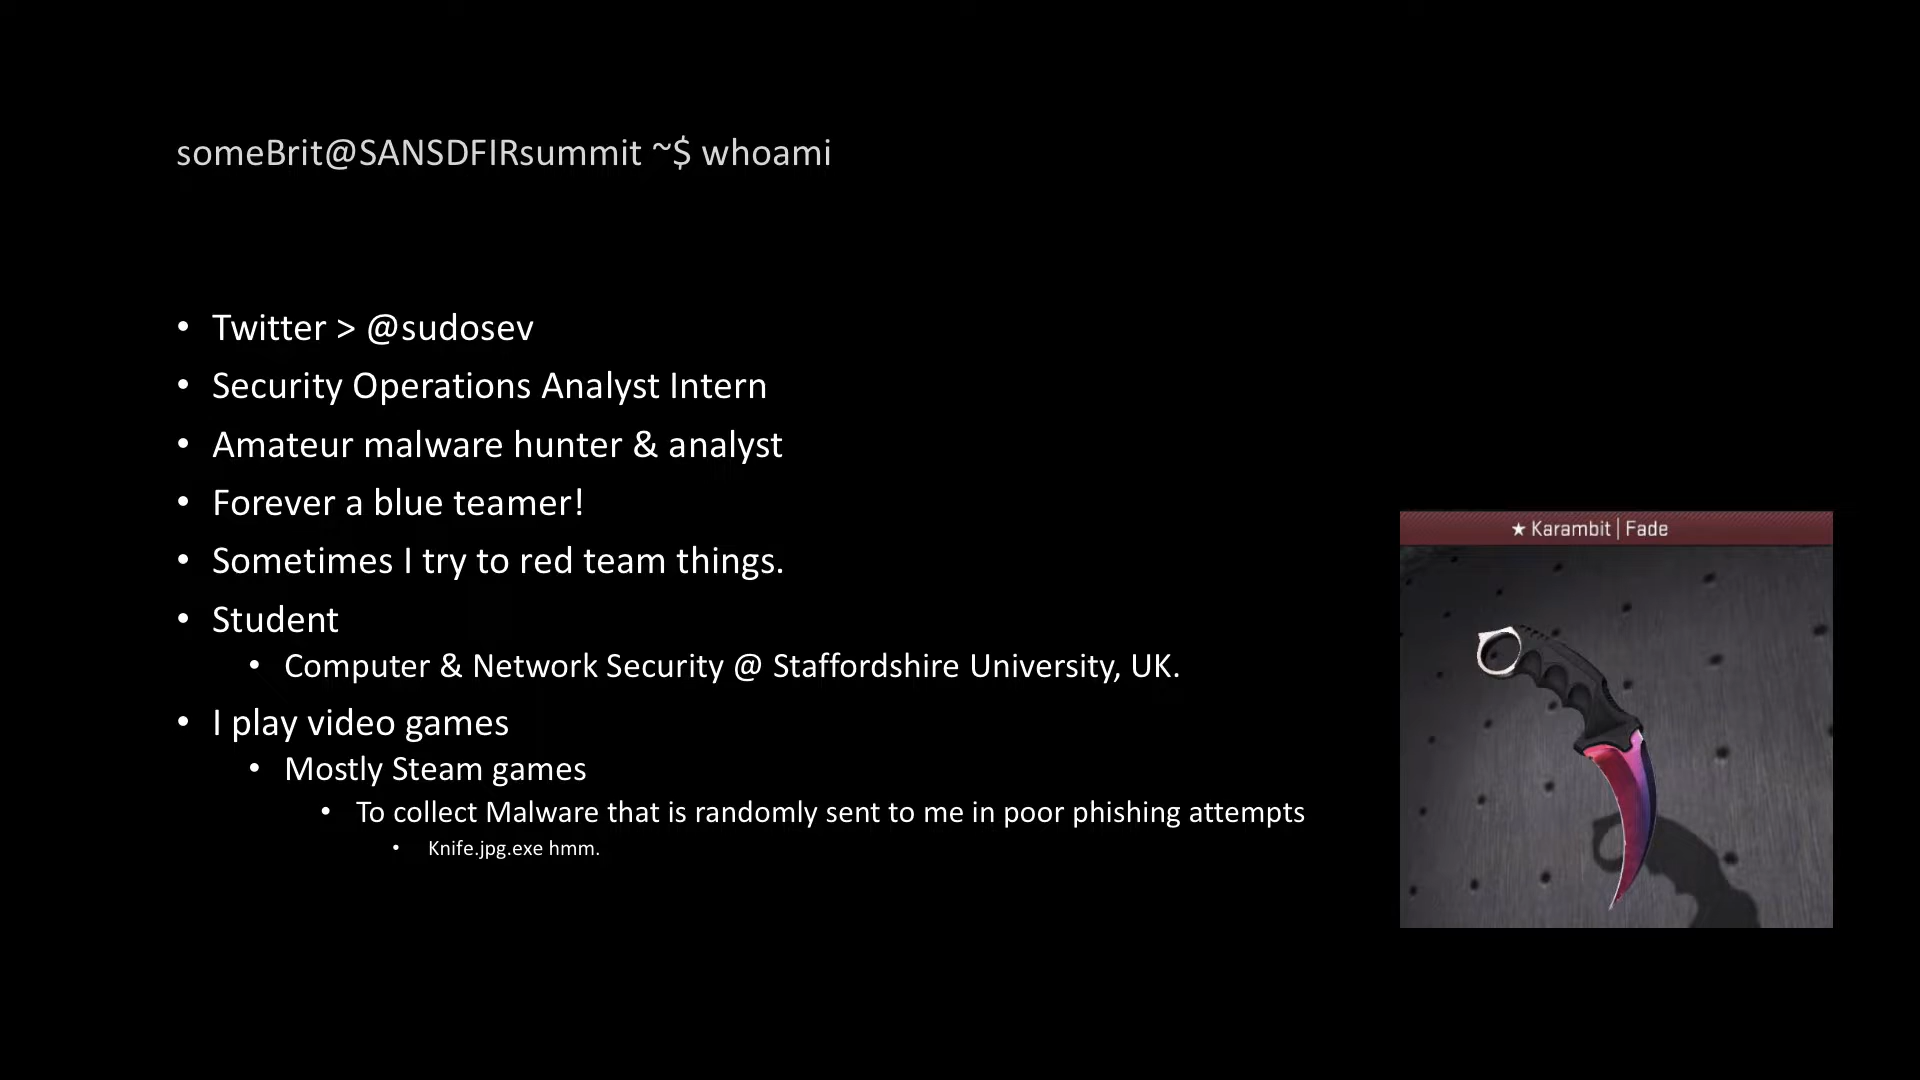 someBrit@SANSDFIRsummit ~$ whoami
• Twitter > @sudosev
• Security Operations Analyst Intern
• Amateur malware hunter & analyst
• Forever a blue teamer!
• Sometimes I try to red team things.
• Student
• Computer & Network Security @ Staffordshire University, UK.
• I play video games
• Mostly Steam games
• To collect Malware that is randomly sent to me in poor phishing attempts
• Knife.jpg.exe hmm.
★ Karambit | Fade